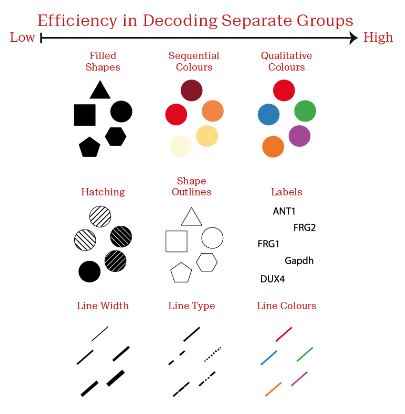 Efficiency in Decoding Separate Groups
Low High
Filled
Shapes
Sequential
Colours
Qualitative
Colours
Hatching
Shape
Outlines
Labels
ANT1
FRG2
FRG1
Gapdh
DUX4
Line Width
Line Type
Line Colours